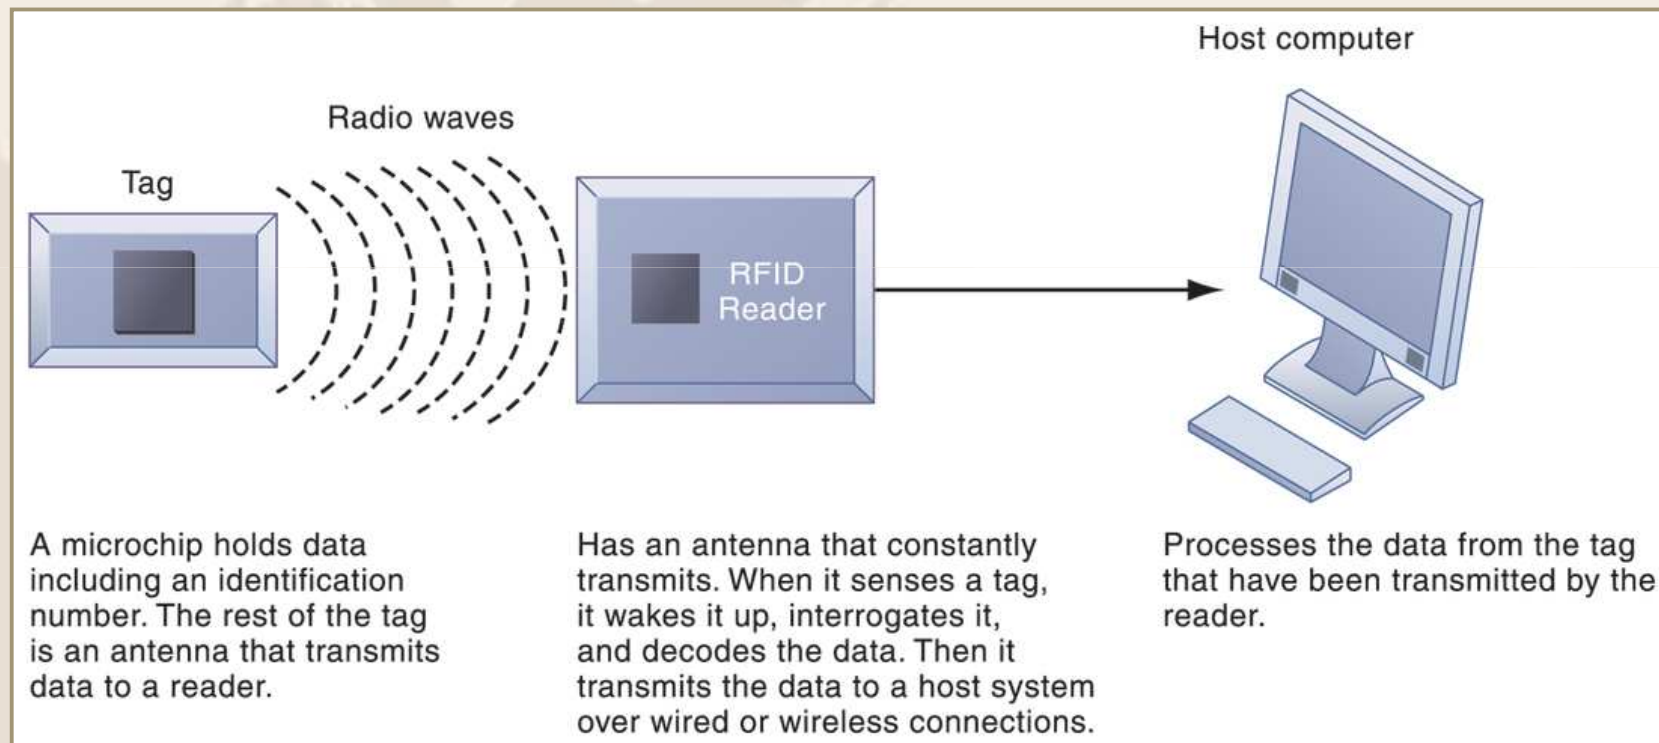 Host computer
Radio waves
Tag
RFID
Reader
A microchip holds data
including an identification
number. The rest of the tag
is an antenna that transmits
data to a reader.
Has an antenna that constantly
transmits. When it senses a tag,
it wakes it up, interrogates it,
and decodes the data. Then it
transmits the data to a host system
over wired or wireless connections.
Processes the data from the tag
that have been transmitted by the
reader.